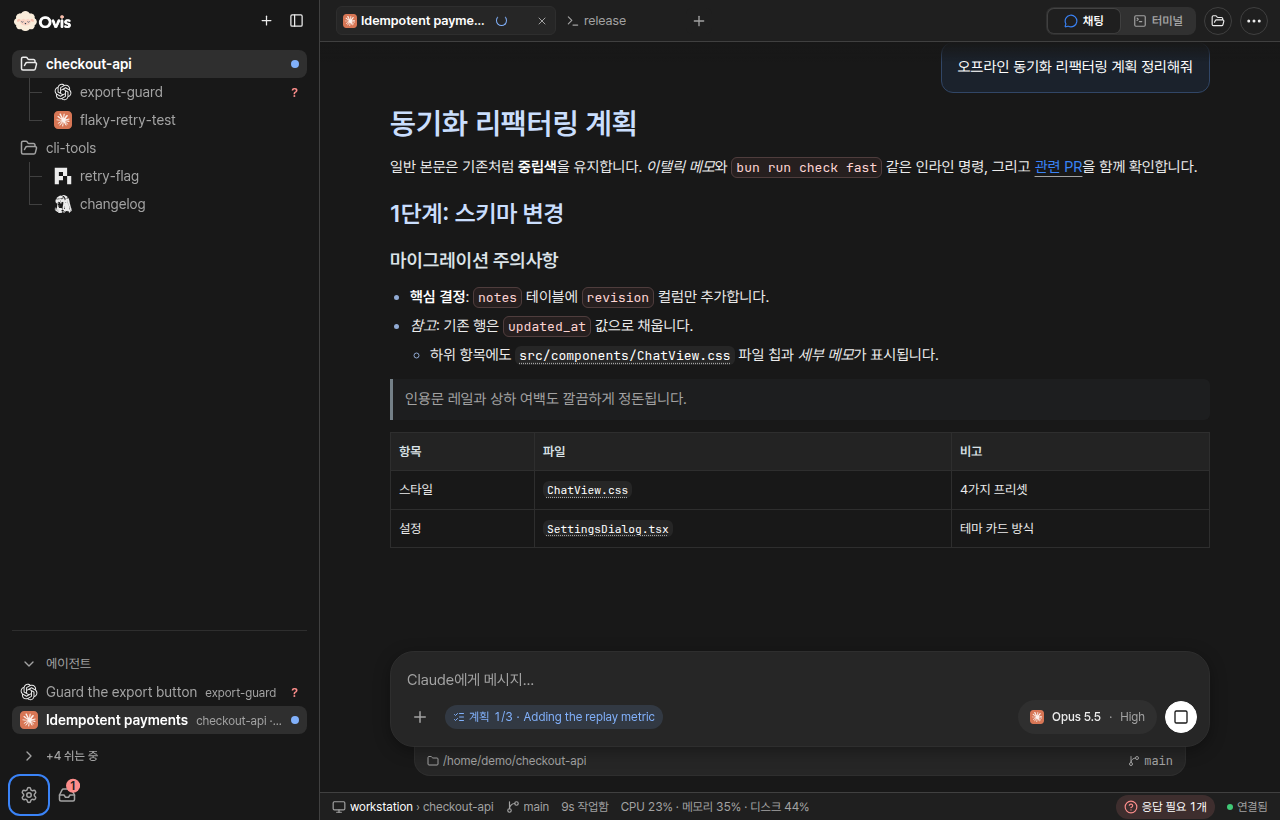 Ovis
checkout-api
export-guard ?
flaky-retry-test
cli-tools
retry-flag
changelog
에이전트
Guard the export button export-guard ?
Idempotent payments checkout-api ·...
+4 쉬는 중
1
Idempotent payme...
release
채팅
터미널
오프라인 동기화 리팩터링 계획 정리해줘
동기화 리팩터링 계획
일반 본문은 기존처럼 중립색을 유지합니다. 이탤릭 메모와 bun run check fast 같은 인라인 명령, 그리고 관련 PR을 함께 확인합니다.
1단계: 스키마 변경
마이그레이션 주의사항
핵심 결정: notes 테이블에 revision 컬럼만 추가합니다.
참고: 기존 행은 updated_at 값으로 채웁니다.
하위 항목에도 src/components/ChatView.css 파일 칩과 세부 메모가 표시됩니다.
인용문 레일과 상하 여백도 깔끔하게 정돈됩니다.
항목 파일 비고
스타일 ChatView.css 4가지 프리셋
설정 SettingsDialog.tsx 테마 카드 방식
Claude에게 메시지...
계획 1/3 · Adding the replay metric
Opus 5.5 · High
/home/demo/checkout-api
main
workstation › checkout-api main 9s 작업함 CPU 23% · 메모리 35% · 디스크 44%
응답 필요 1개
연결됨